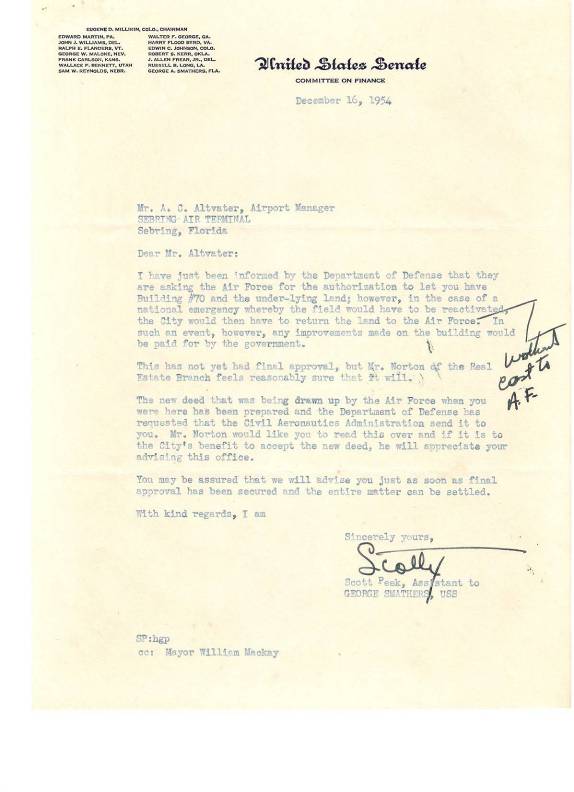 EUGENE D. MILLIKIN, COLO., CHAIRMAN
EDWARD MARTIN, PA. WALTER F. GEORGE, GA.
JOHN J. WILLIAMS, DEL. HARRY FLOOD BYRD, VA.
RALPH E. FLANDERS, VT. EDWIN C. JOHNSON, COLO.
GEORGE W. MALONE, NEV. ROBERT S. KERR, OKLA.
FRANK CARLSON, KANS. J. ALLEN FREAR, JR., DEL.
WALLACE F. BENNETT, UTAH RUSSELL B. LONG, LA.
SAM W. REYNOLDS, NEBR. GEORGE A. SMATHERS, FLA.
United States Senate
COMMITTEE ON FINANCE
December 16, 1954
Mr. A. C. Altvater, Airport Manager
SEBRING AIR TERMINAL
Sebring, Florida
Dear Mr. Altvater:
I have just been informed by the Department of Defense that they
are asking the Air Force for the authorization to let you have
Building #70 and the under-lying land; however, in the case of a
national emergency whereby the field would have to be reactivated,
the City would then have to return the land to the Air Force. In
such an event, however, any improvements made on the building would
be paid for by the government.
without
cost to
A.F.
This has not yet had final approval, but Mr. Norton of the Real
Estate Branch feels reasonably sure that it will.
The new deed that was being drawn up by the Air Force when you
were here has been prepared and the Department of Defense has
requested that the Civil Aeronautics Administration send it to
you. Mr. Norton would like you to read this over and if it is to
the City's benefit to accept the new deed, he will appreciate your
advising this office.
You may be assured that we will advise you just as soon as final
approval has been secured and the entire matter can be settled.
With kind regards, I am
Sincerely yours,
Scotty
Scott Peek, Assistant to
GEORGE SMATHERS, USS
SP:hgp
cc: Mayor William Mackay